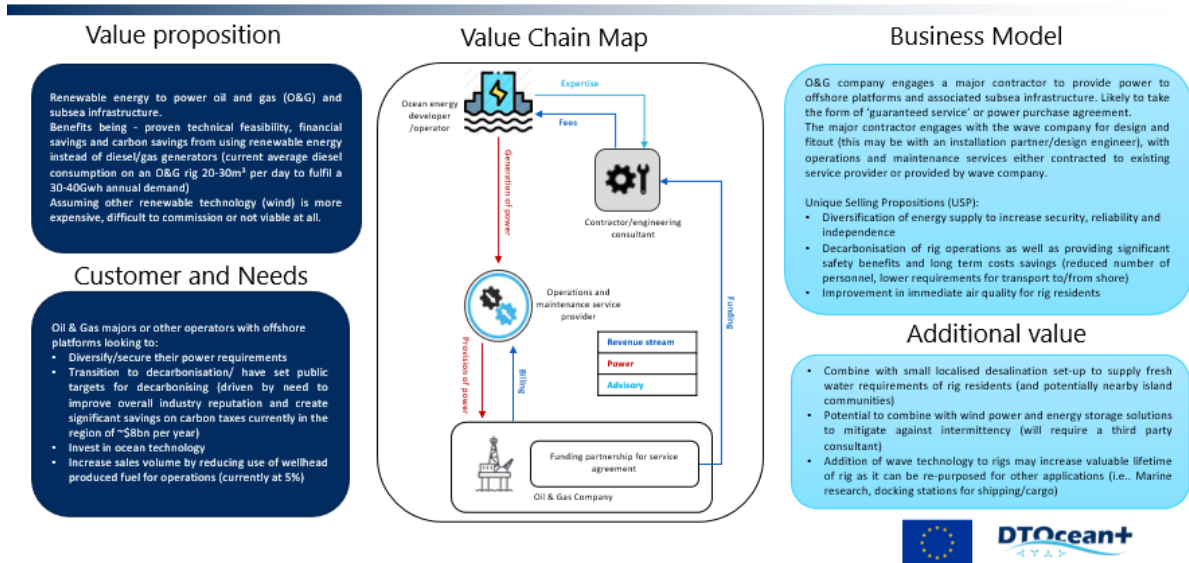 Value proposition
Renewable energy to power oil and gas (O&G) and
subsea infrastructure.
Benefits being - proven technical feasibility, financial
savings and carbon savings from using renewable energy
instead of diesel/gas generators (current average diesel
consumption on an O&G rig 20-30m³ per day to fulfil a
30-40Gwh annual demand)
Assuming other renewable technology (wind) is more
expensive, difficult to commission or not viable at all.
Customer and Needs
Oil & Gas majors or other operators with offshore
platforms looking to:
• Diversify/secure their power requirements
• Transition to decarbonisation/ have set public
targets for decarbonising (driven by need to
improve overall industry reputation and create
significant savings on carbon taxes currently in the
region of ~$8bn per year)
• Invest in ocean technology
• Increase sales volume by reducing use of wellhead
produced fuel for operations (currently at 5%)
Value Chain Map
Ocean energy
developer
/operator
Expertise
Fees
Generation of power
Contractor/engineering
consultant
Operations and
maintenance service
provider
Funding
Revenue stream
Power
Advisory
Provision of power
Billing
Funding partnership for service
agreement
Oil & Gas Company
Business Model
O&G company engages a major contractor to provide power to
offshore platforms and associated subsea infrastructure. Likely to take
the form of 'guaranteed service' or power purchase agreement.
The major contractor engages with the wave company for design and
fitout (this may be with an installation partner/design engineer), with
operations and maintenance services either contracted to existing
service provider or provided by wave company.
Unique Selling Propositions (USP):
• Diversification of energy supply to increase security, reliability and
independence
• Decarbonisation of rig operations as well as providing significant
safety benefits and long term costs savings (reduced number of
personnel, lower requirements for transport to/from shore)
• Improvement in immediate air quality for rig residents
Additional value
• Combine with small localised desalination set-up to supply fresh
water requirements of rig residents (and potentially nearby island
communities)
• Potential to combine with wind power and energy storage solutions
to mitigate against intermittency (will require a third party
consultant)
• Addition of wave technology to rigs may increase valuable lifetime
of rig as it can be re-purposed for other applications (i.e.. Marine
research, docking stations for shipping/cargo)
DTOcean+